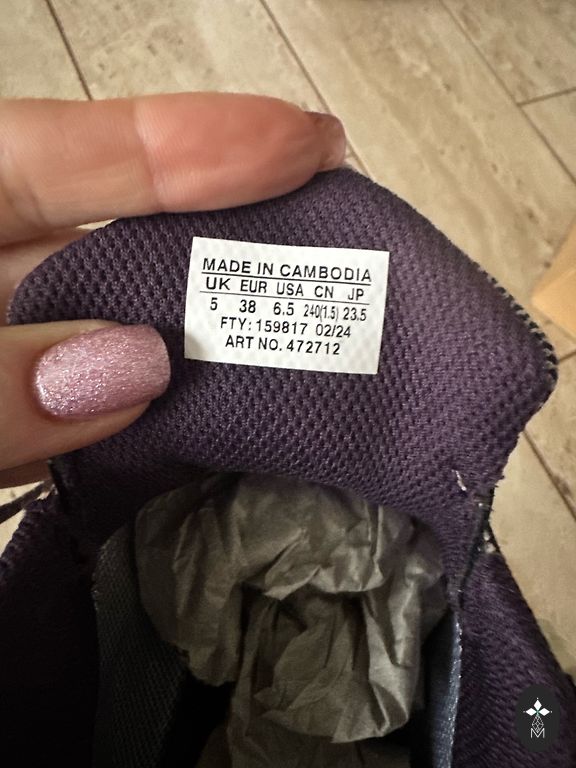 MADE IN CAMBODIA
UK EUR USA CN JP
5 38 6.5 240(1.5) 23.5
FTY: 159817 02/24
ART NO. 472712
M